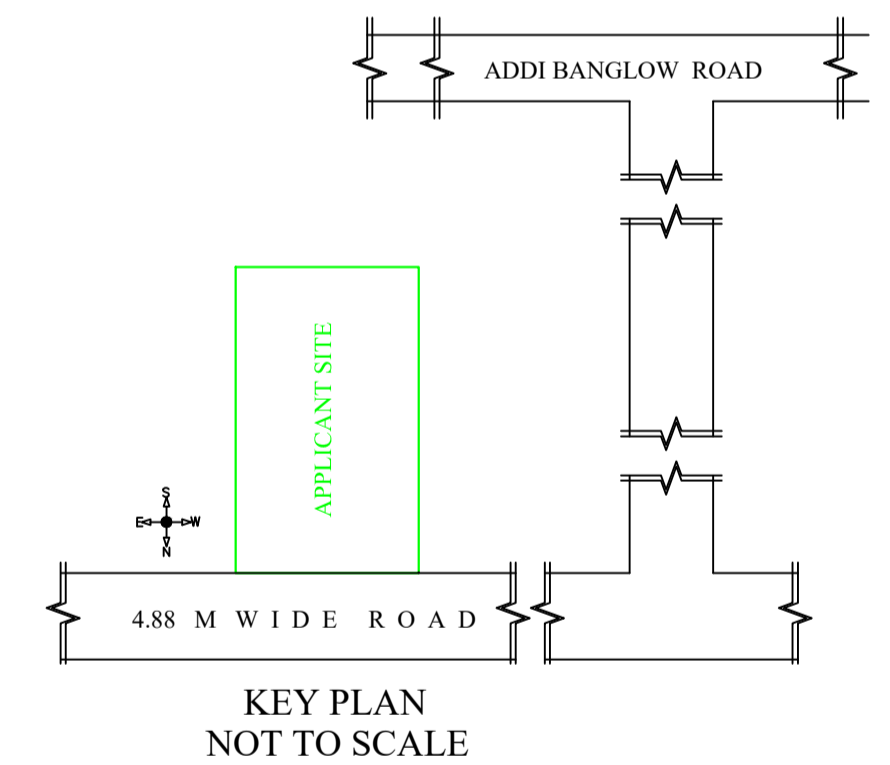 ADDI BANGLOW ROAD
APPLICANT SITE
S
E W
N
4.88 M WIDE ROAD
KEY PLAN
NOT TO SCALE